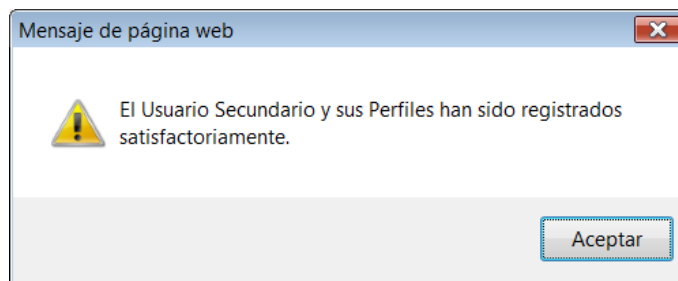 Mensaje de página web
El Usuario Secundario y sus Perfiles han sido registrados
satisfactoriamente.
Aceptar